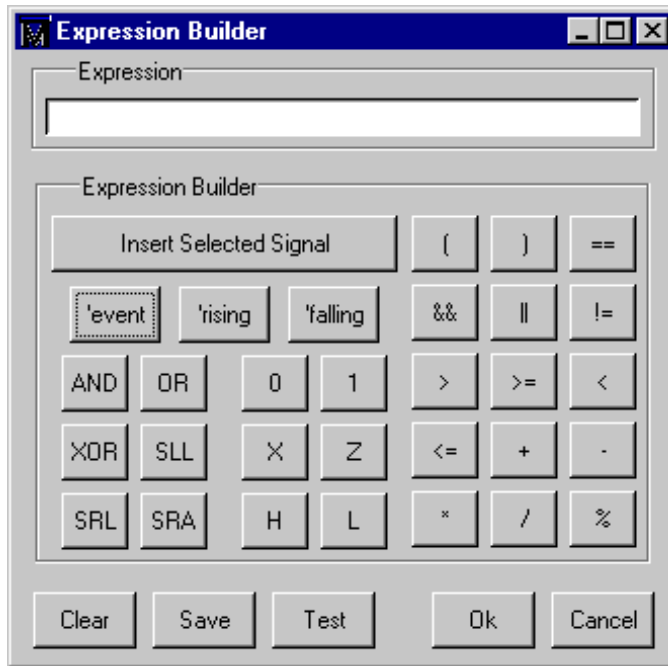 Expression Builder
Expression
Expression Builder
Insert Selected Signal ( ) ==
'event 'rising 'falling && || !=
AND OR 0 1 > >= <
XOR SLL X Z <= + -
SRL SRA H L * / %
Clear Save Test Ok Cancel